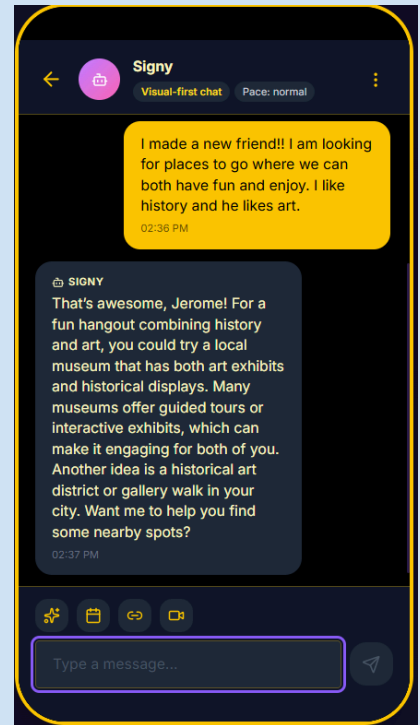 Signy
Visual-first chat Pace: normal
I made a new friend!! I am looking
for places to go where we can
both have fun and enjoy. I like
history and he likes art.
02:36 PM
SIGNY
That's awesome, Jerome! For a
fun hangout combining history
and art, you could try a local
museum that has both art exhibits
and historical displays. Many
museums offer guided tours or
interactive exhibits, which can
make it engaging for both of you.
Another idea is a historical art
district or gallery walk in your
city. Want me to help you find
some nearby spots?
02:37 PM
Type a message...